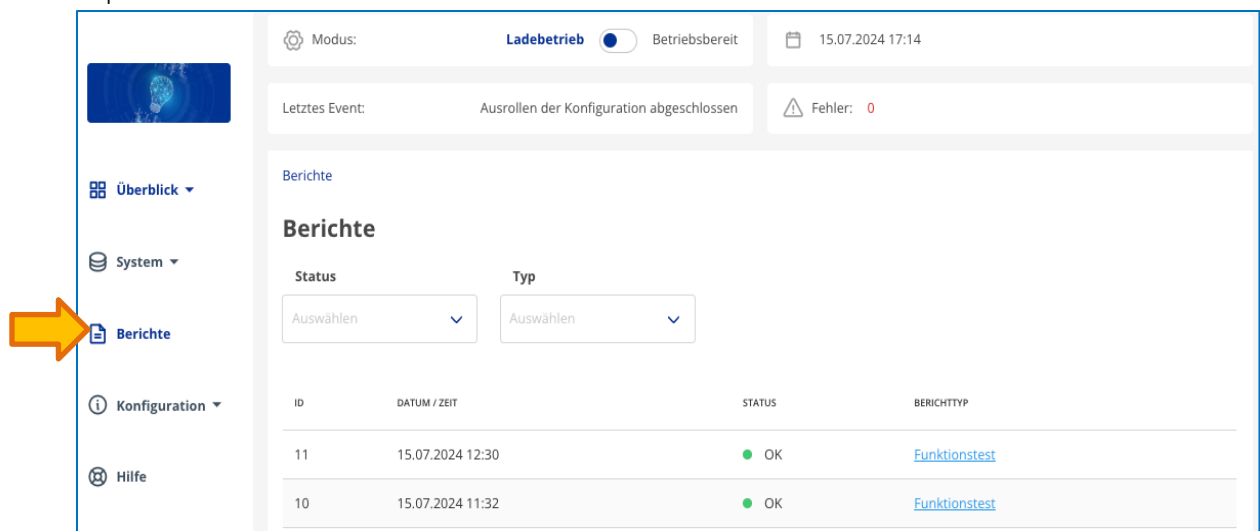 Modus: Ladebetrieb Betriebsbereit
15.07.2024 17:14
Letztes Event: Ausrollen der Konfiguration abgeschlossen
Fehler: 0
Überblick
System
Berichte
Konfiguration
Hilfe
Berichte
Berichte
Status Typ
Auswählen Auswählen
ID DATUM / ZEIT STATUS BERICHTTYP
11 15.07.2024 12:30 OK Funktionstest
10 15.07.2024 11:32 OK Funktionstest